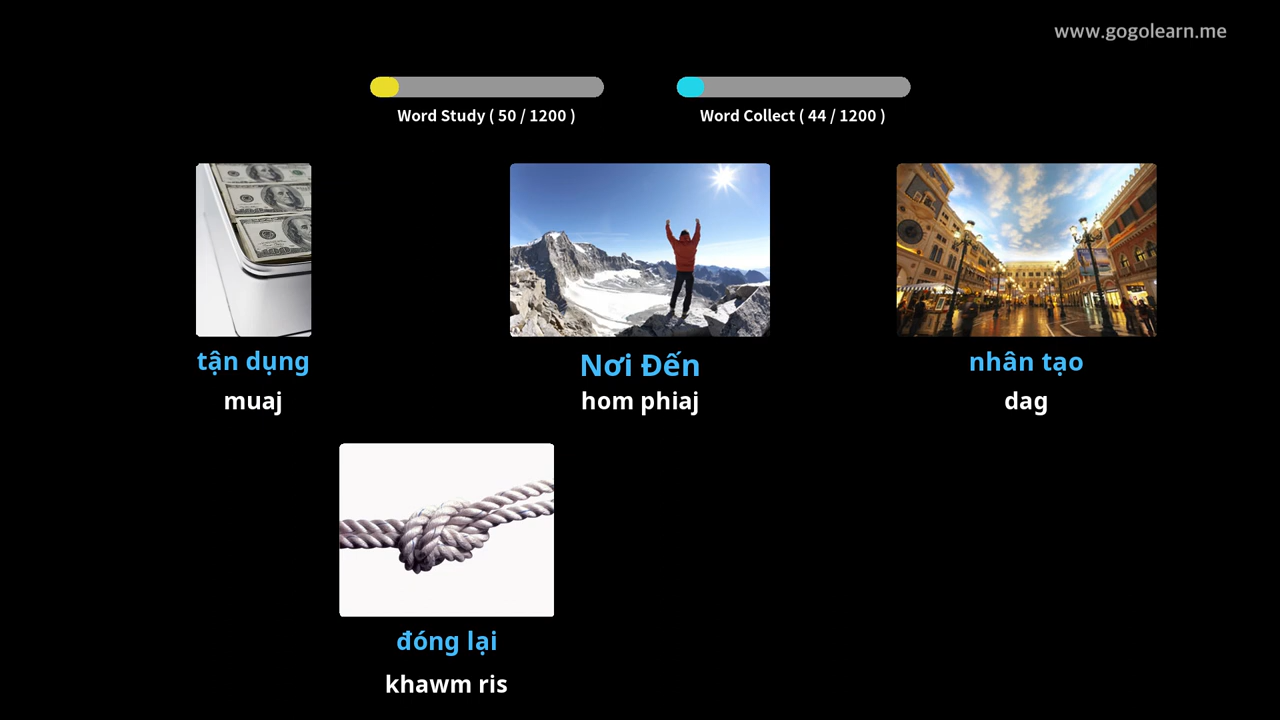 www.gogolearn.me
Word Study ( 50 / 1200 )
Word Collect ( 44 / 1200 )
tận dụng
muaj
Nơi Đến
hom phiaj
nhân tạo
dag
đóng lại
khawm ris